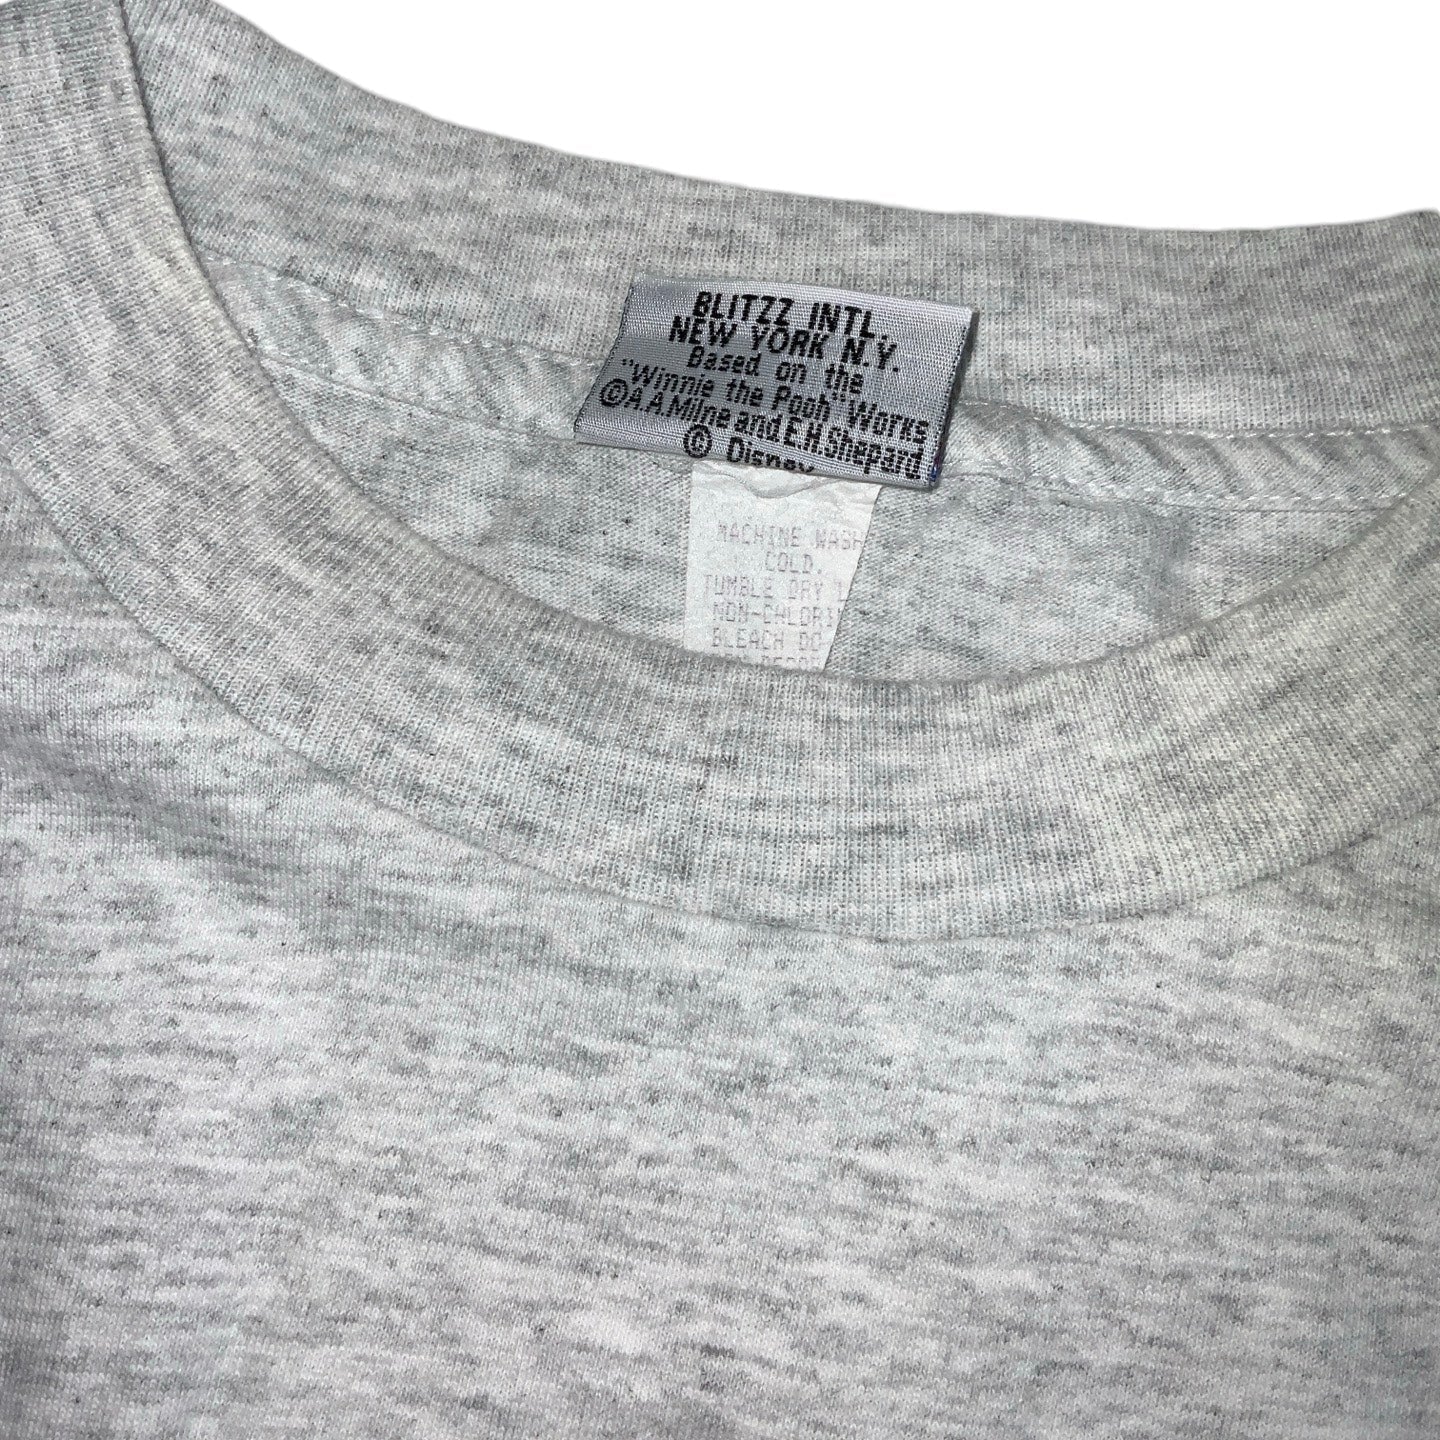 BLITZZ INTL.
NEW YORK N.Y.
Based on the
"Winnie the Pooh" Works
©A.A.Milne and E.H.Shepard
© Disney
MACHINE WASH
COLD.
TUMBLE DRY L
NON-CHLORI
BLEACH DO